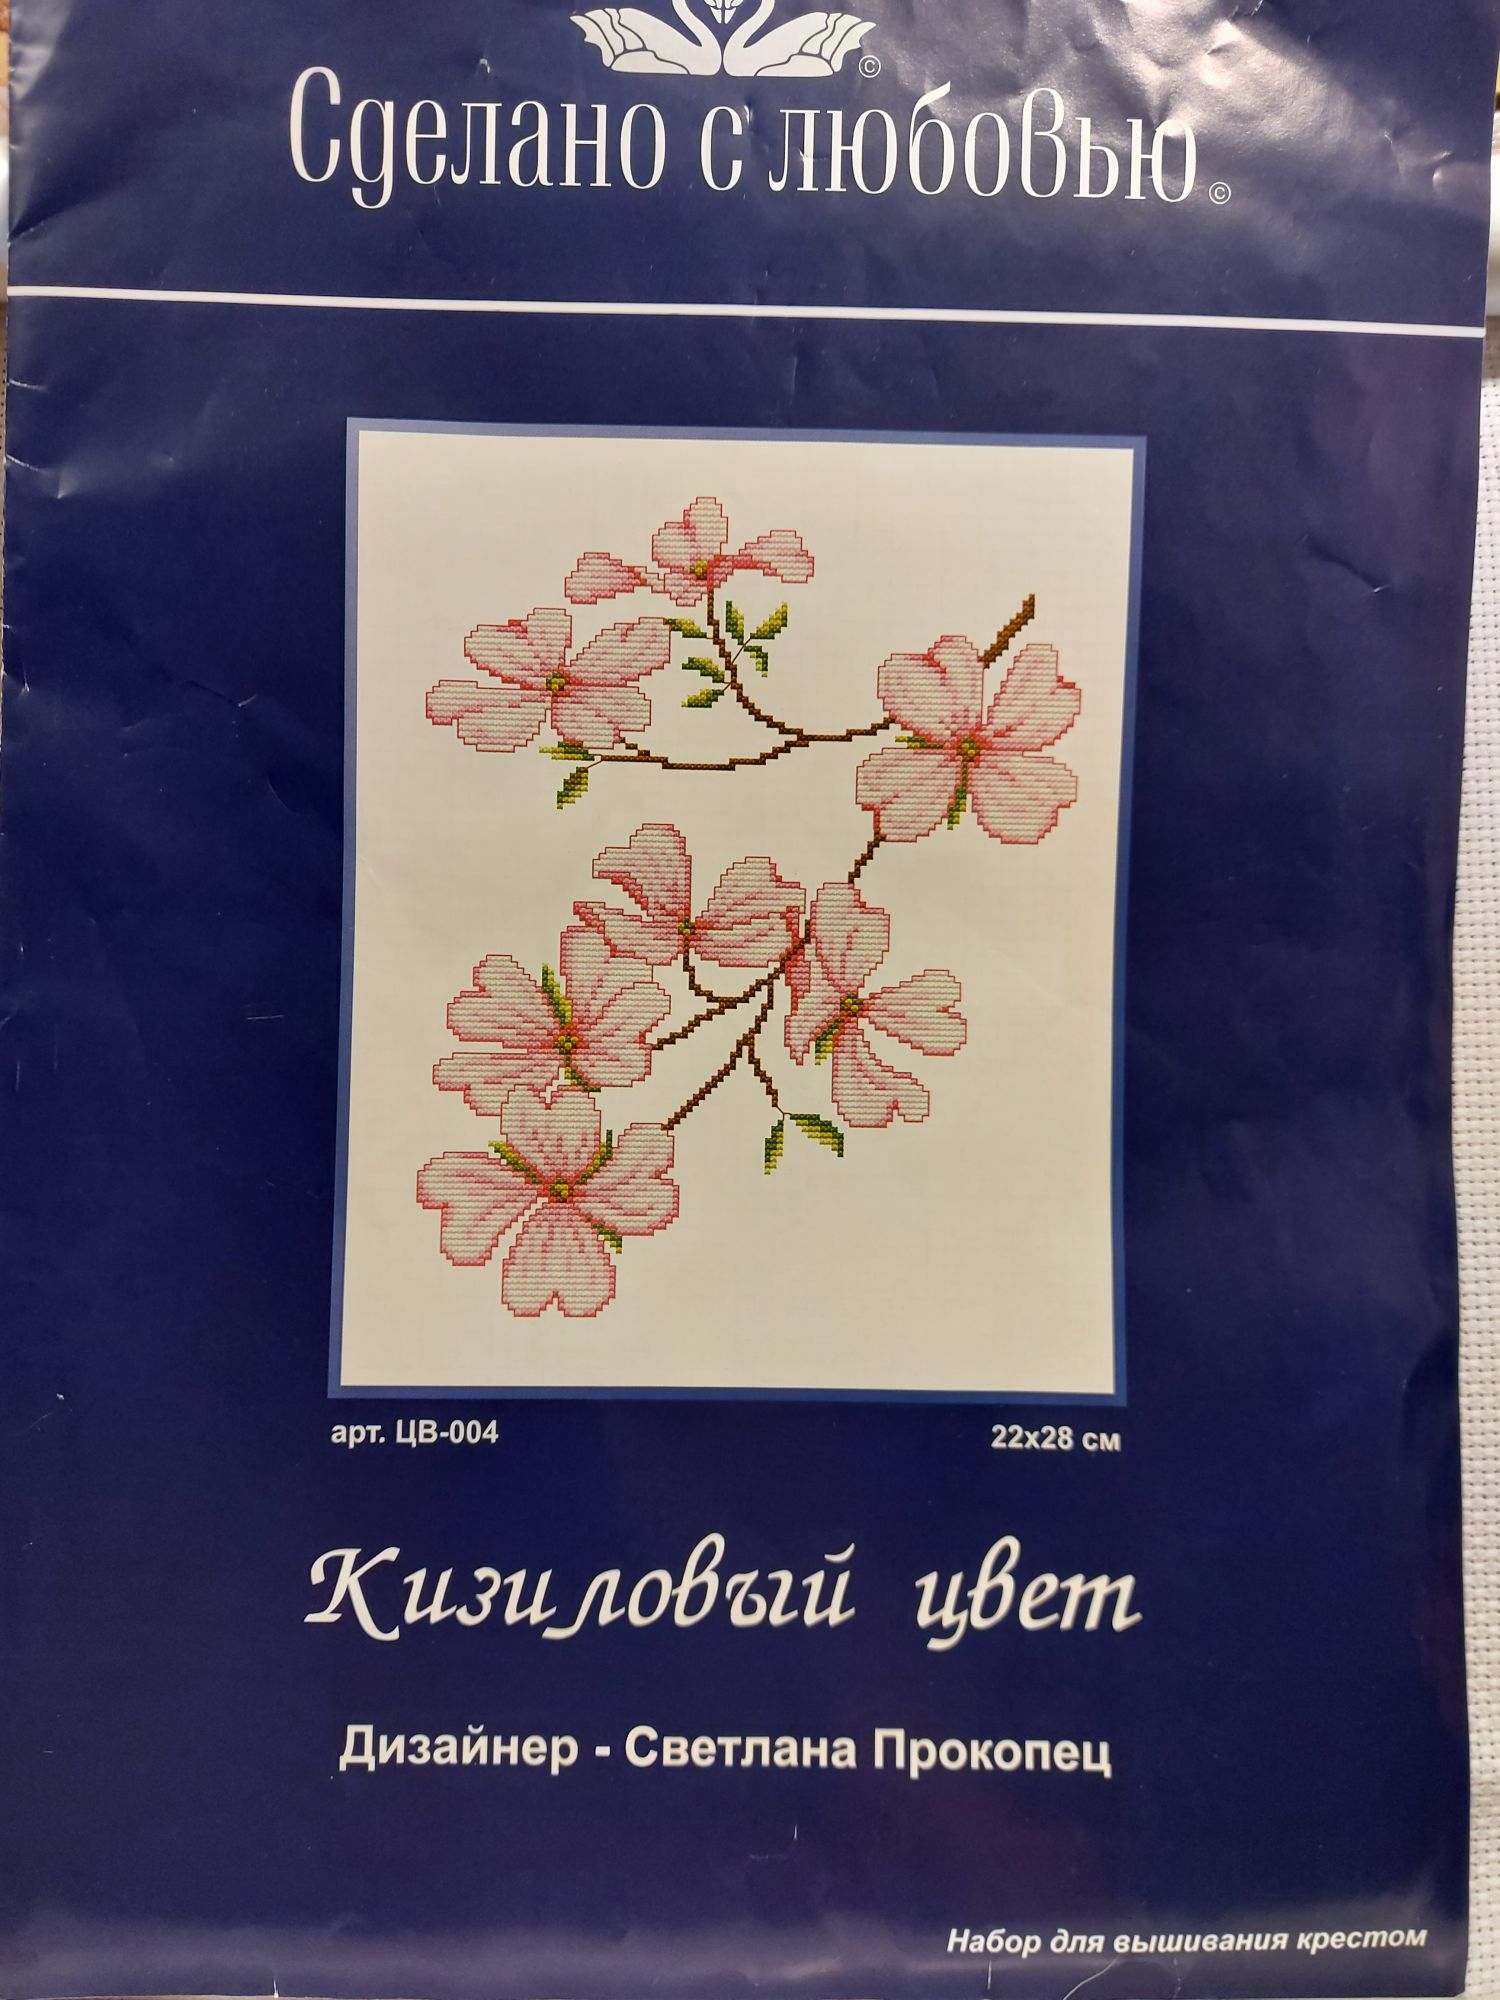 ©
Сделано с любовью ©
арт. ЦВ-004
22x28 см
Кизиловый цвет
Дизайнер - Светлана Прокопец
Набор для вышивания крестом